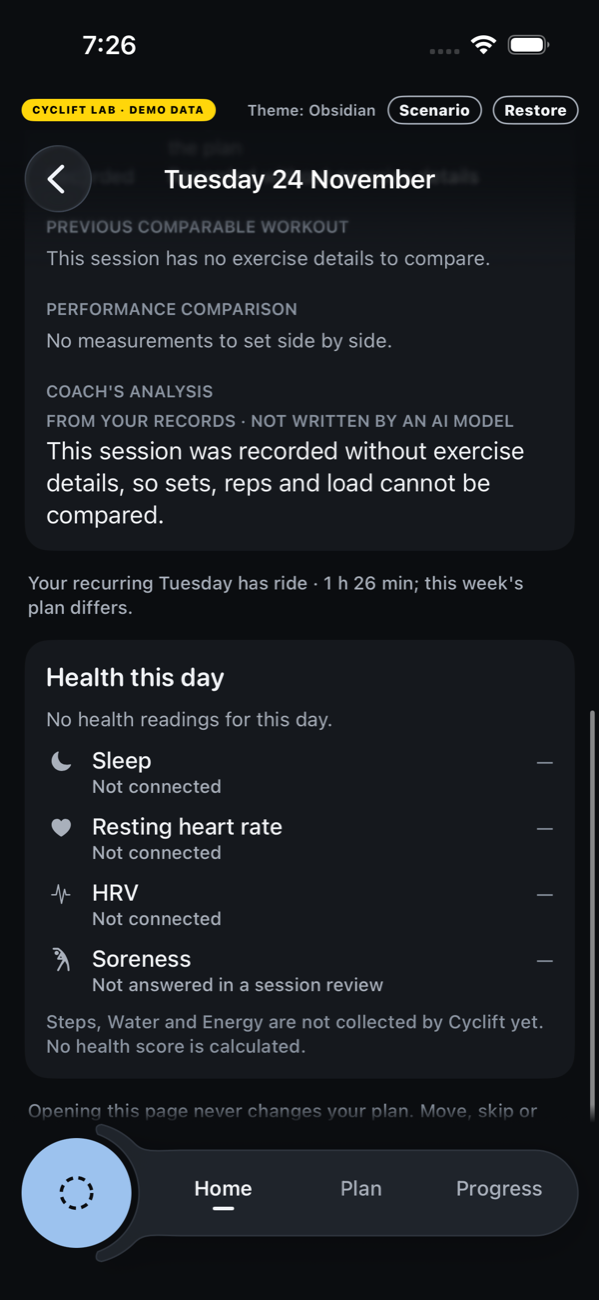 7:26
CYCLIFT LAB · DEMO DATA
Theme: Obsidian
Scenario
Restore
the plan
Tuesday 24 November
PREVIOUS COMPARABLE WORKOUT
This session has no exercise details to compare.
PERFORMANCE COMPARISON
No measurements to set side by side.
COACH'S ANALYSIS
FROM YOUR RECORDS · NOT WRITTEN BY AN AI MODEL
This session was recorded without exercise
details, so sets, reps and load cannot be
compared.
Your recurring Tuesday has ride · 1 h 26 min; this week's
plan differs.
Health this day
No health readings for this day.
Sleep —
Not connected
Resting heart rate —
Not connected
HRV —
Not connected
Soreness —
Not answered in a session review
Steps, Water and Energy are not collected by Cyclift yet.
No health score is calculated.
Opening this page never changes your plan. Move, skip or
Home
Plan
Progress